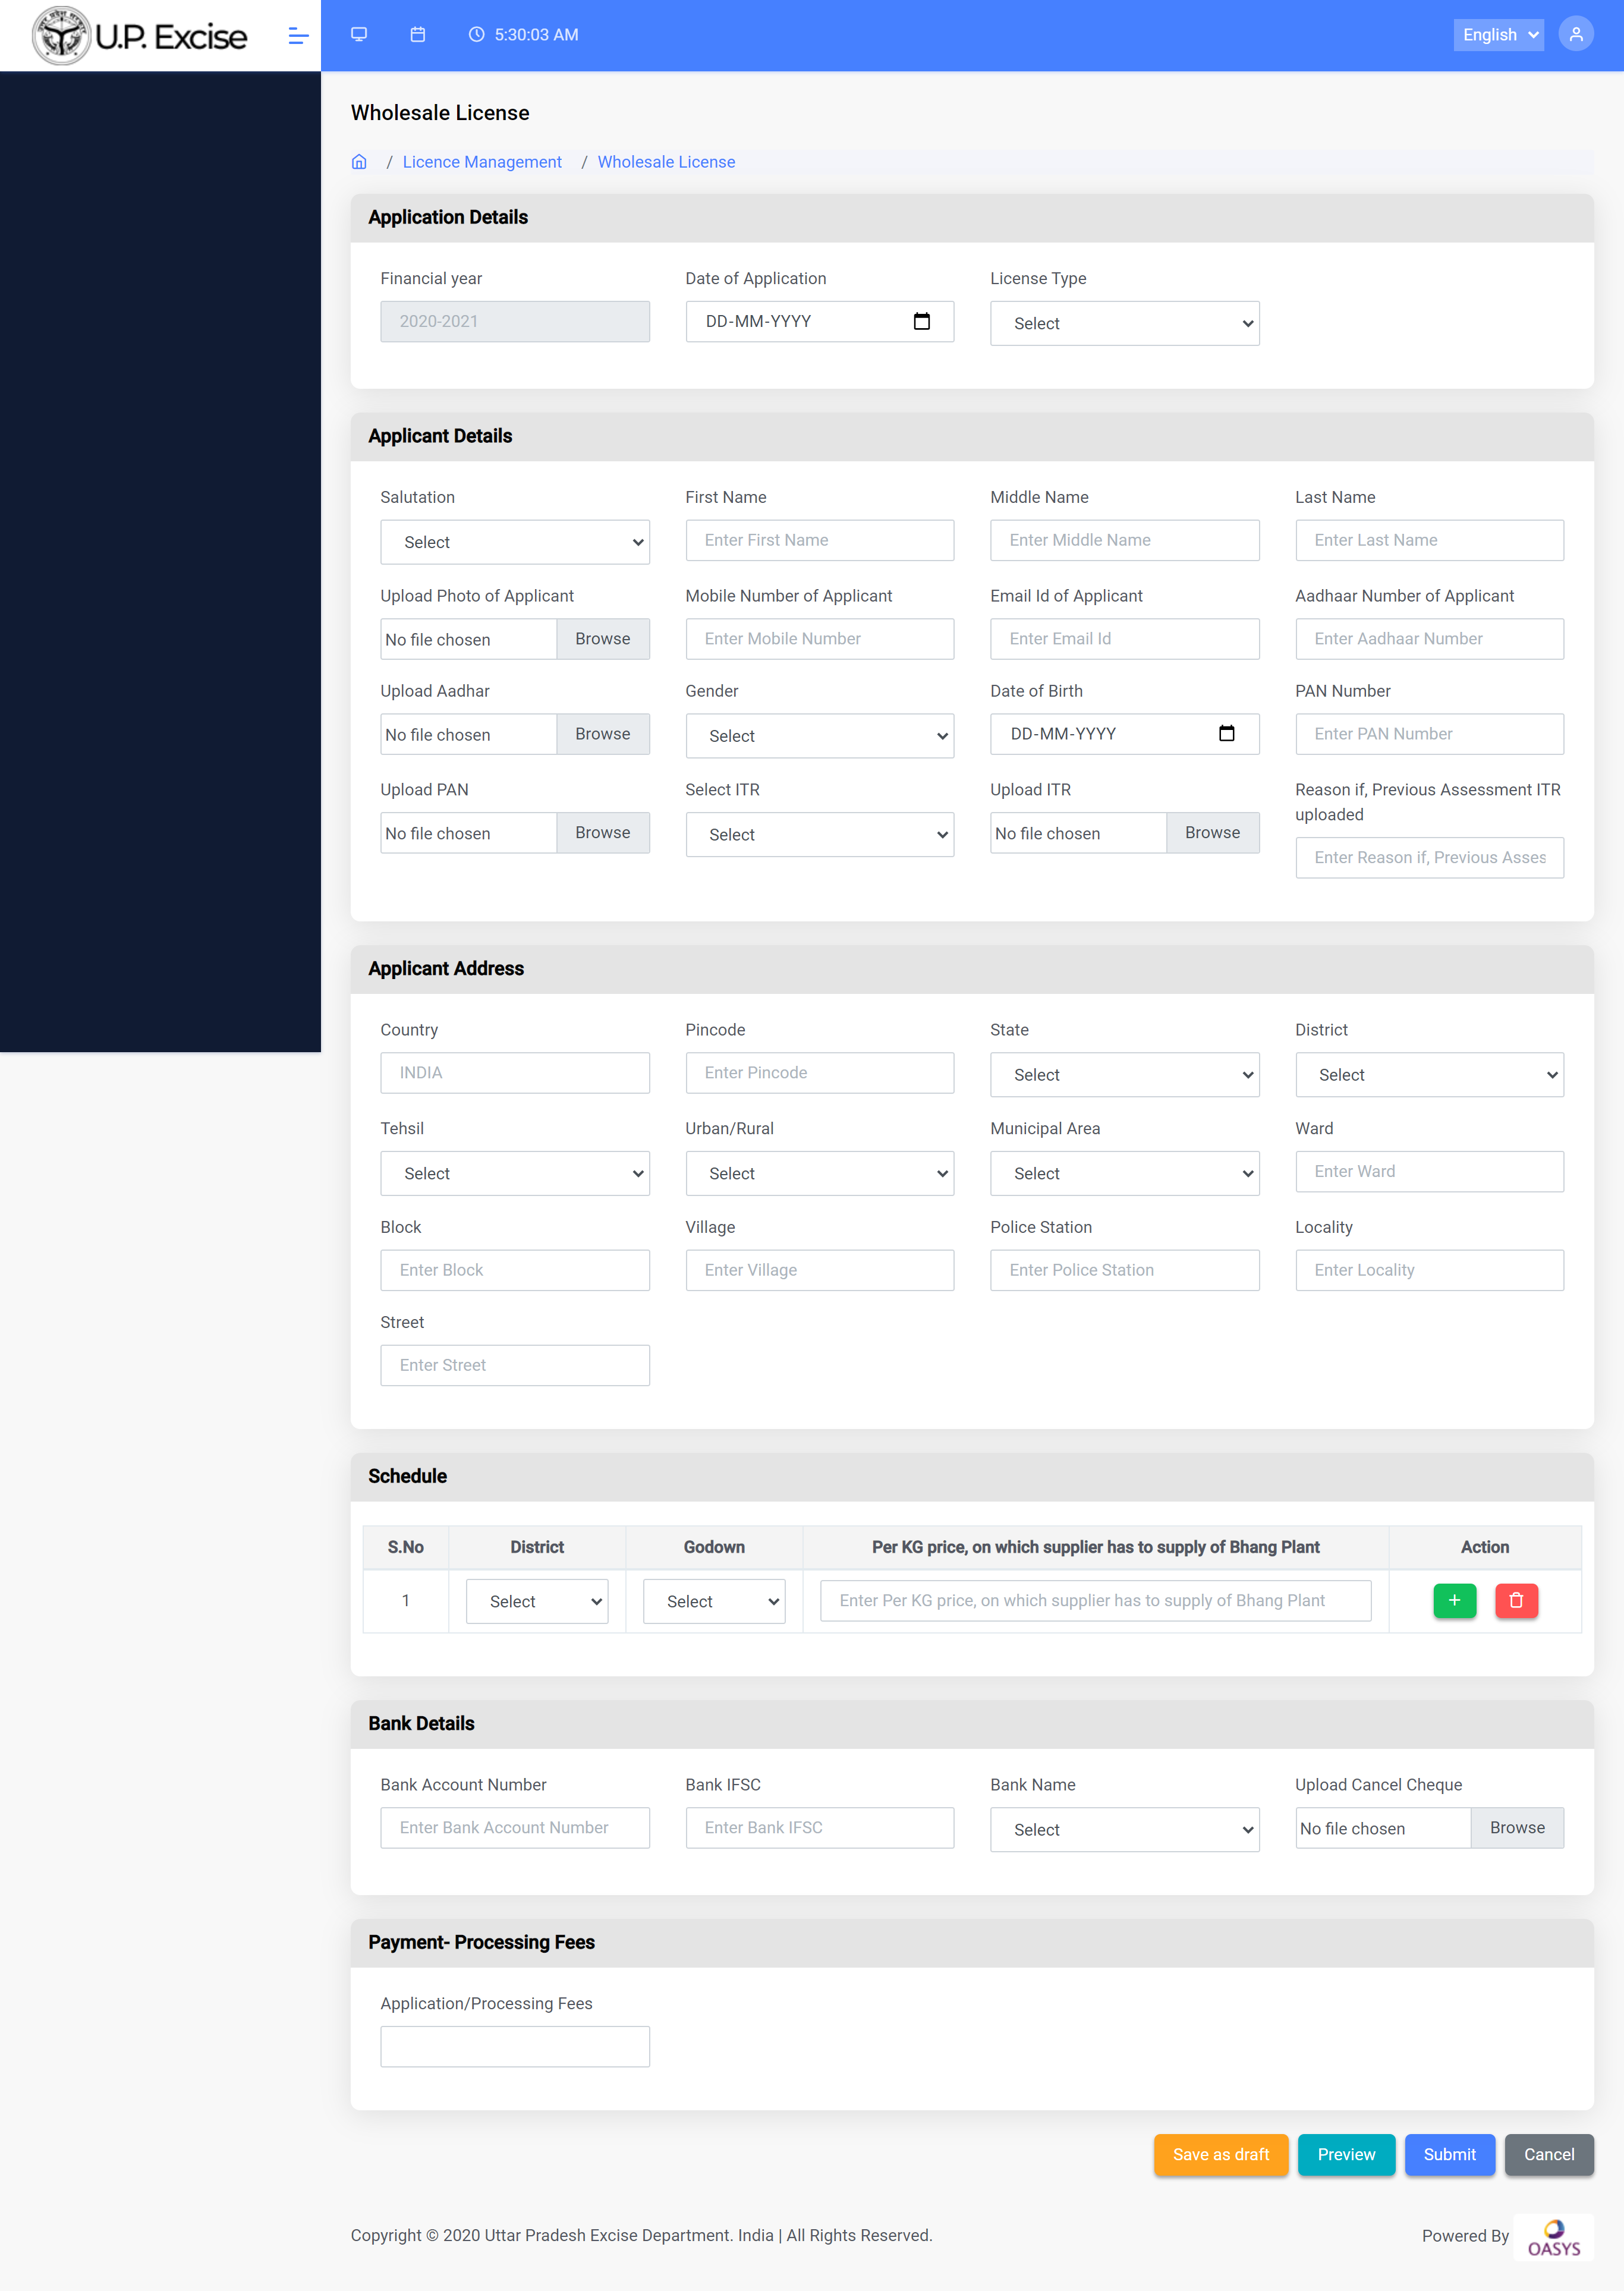 U.P. Excise
5:30:03 AM
English
Wholesale License
/ Licence Management / Wholesale License
Application Details
Financial year Date of Application License Type
2020-2021 DD-MM-YYYY Select
Applicant Details
Salutation First Name Middle Name Last Name
Select Enter First Name Enter Middle Name Enter Last Name
Upload Photo of Applicant Mobile Number of Applicant Email Id of Applicant Aadhaar Number of Applicant
No file chosen Browse Enter Mobile Number Enter Email Id Enter Aadhaar Number
Upload Aadhar Gender Date of Birth PAN Number
No file chosen Browse Select DD-MM-YYYY Enter PAN Number
Upload PAN Select ITR Upload ITR Reason if, Previous Assessment ITR
uploaded
No file chosen Browse Select No file chosen Browse
Enter Reason if, Previous Asses
Applicant Address
Country Pincode State District
INDIA Enter Pincode Select Select
Tehsil Urban/Rural Municipal Area Ward
Select Select Select Enter Ward
Block Village Police Station Locality
Enter Block Enter Village Enter Police Station Enter Locality
Street
Enter Street
Schedule
S.No District Godown Per KG price, on which supplier has to supply of Bhang Plant Action
1 Select Select Enter Per KG price, on which supplier has to supply of Bhang Plant +
Bank Details
Bank Account Number Bank IFSC Bank Name Upload Cancel Cheque
Enter Bank Account Number Enter Bank IFSC Select No file chosen Browse
Payment- Processing Fees
Application/Processing Fees
Save as draft Preview Submit Cancel
Copyright © 2020 Uttar Pradesh Excise Department. India | All Rights Reserved. Powered By OASYS